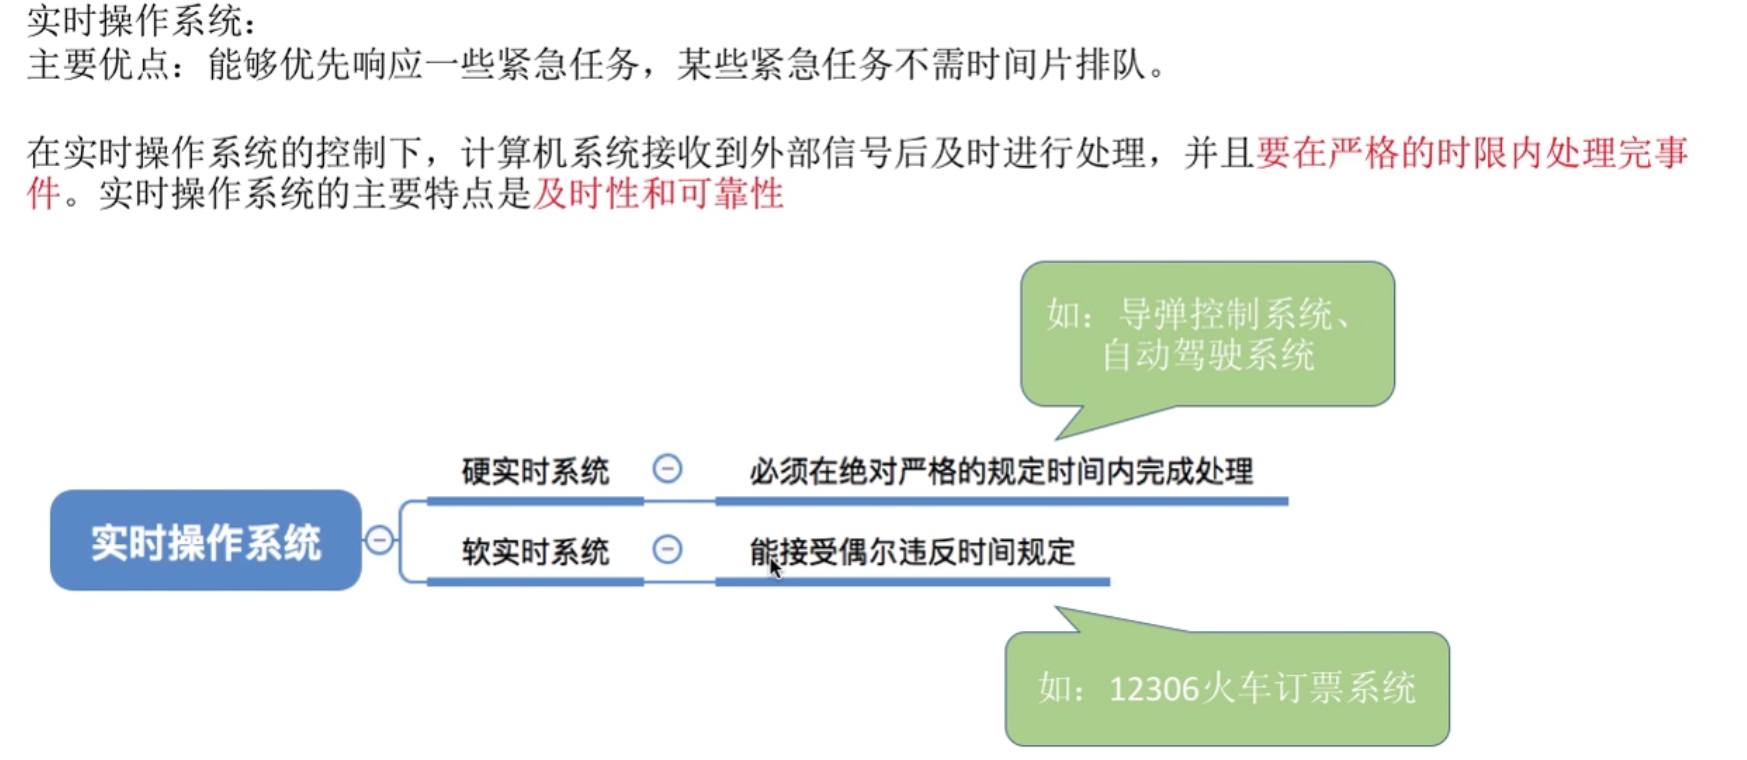 实时操作系统：
主要优点：能够优先响应一些紧急任务，某些紧急任务不需时间片排队。
在实时操作系统的控制下，计算机系统接收到外部信号后及时进行处理，并且要在严格的时限内处理完事
件。实时操作系统的主要特点是及时性和可靠性
如：导弹控制系统、
自动驾驶系统
硬实时系统
必须在绝对严格的规定时间内完成处理
实时操作系统
软实时系统
能接受偶尔违反时间规定
如：12306火车订票系统